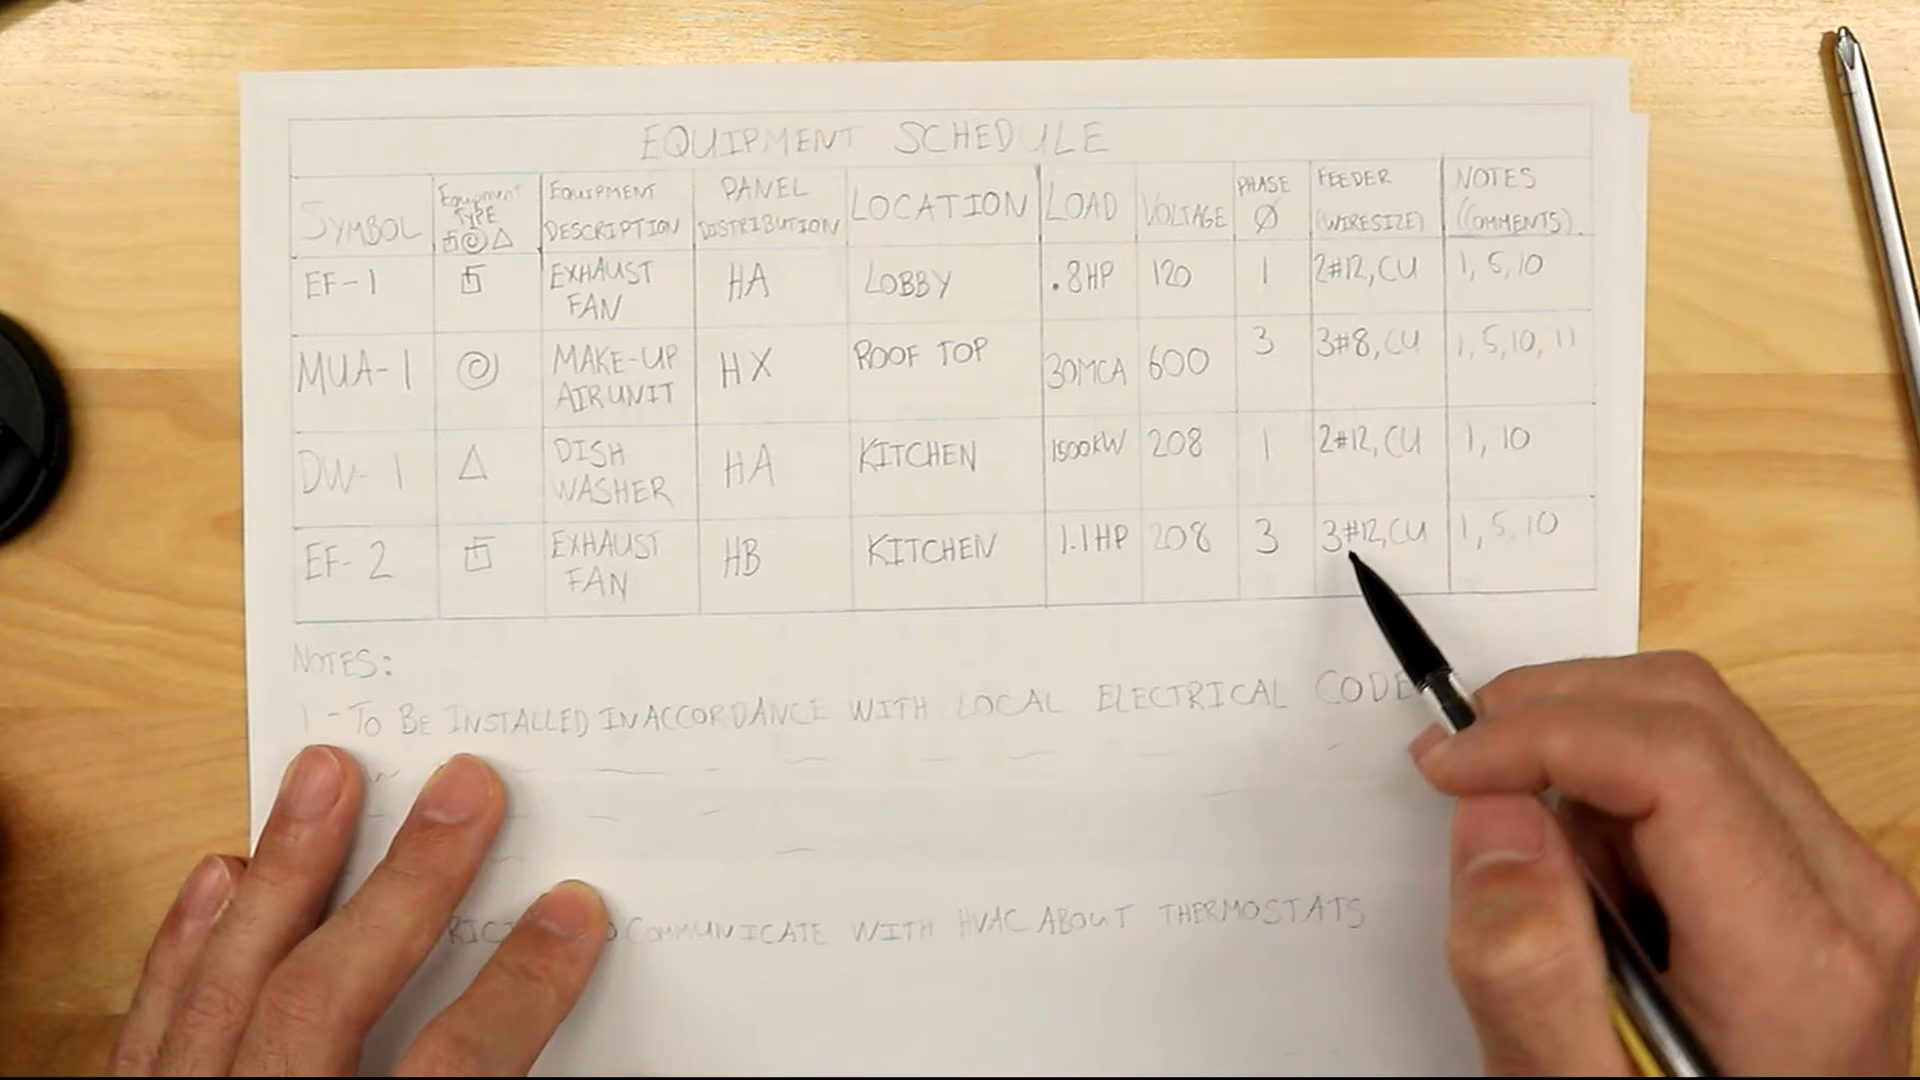 EQUIPMENT SCHEDULE
SYMBOL
Equipment
TYPE
EQUIPMENT
DESCRIPTION
PANEL
DISTRIBUTION
LOCATION
LOAD
VOLTAGE
PHASE
Ø
FEEDER
(WIRESIZE)
NOTES
(COMMENTS)
EF-1
EXHAUST
FAN
HA
LOBBY
.8HP
120
1
2#12, CU
1, 5, 10
MUA-1
MAKE-UP
AIR UNIT
HX
ROOF TOP
30MCA
600
3
3#8, CU
1, 5, 10, 11
DW-1
DISH
WASHER
HA
KITCHEN
1500KW
208
1
2#12, CU
1, 10
EF-2
EXHAUST
FAN
HB
KITCHEN
1.1HP
208
3
3#12, CU
1, 5, 10
NOTES:
1-TO BE INSTALLED IN ACCORDANCE WITH LOCAL ELECTRICAL CODE
COMMUNICATE WITH HVAC ABOUT THERMOSTATS